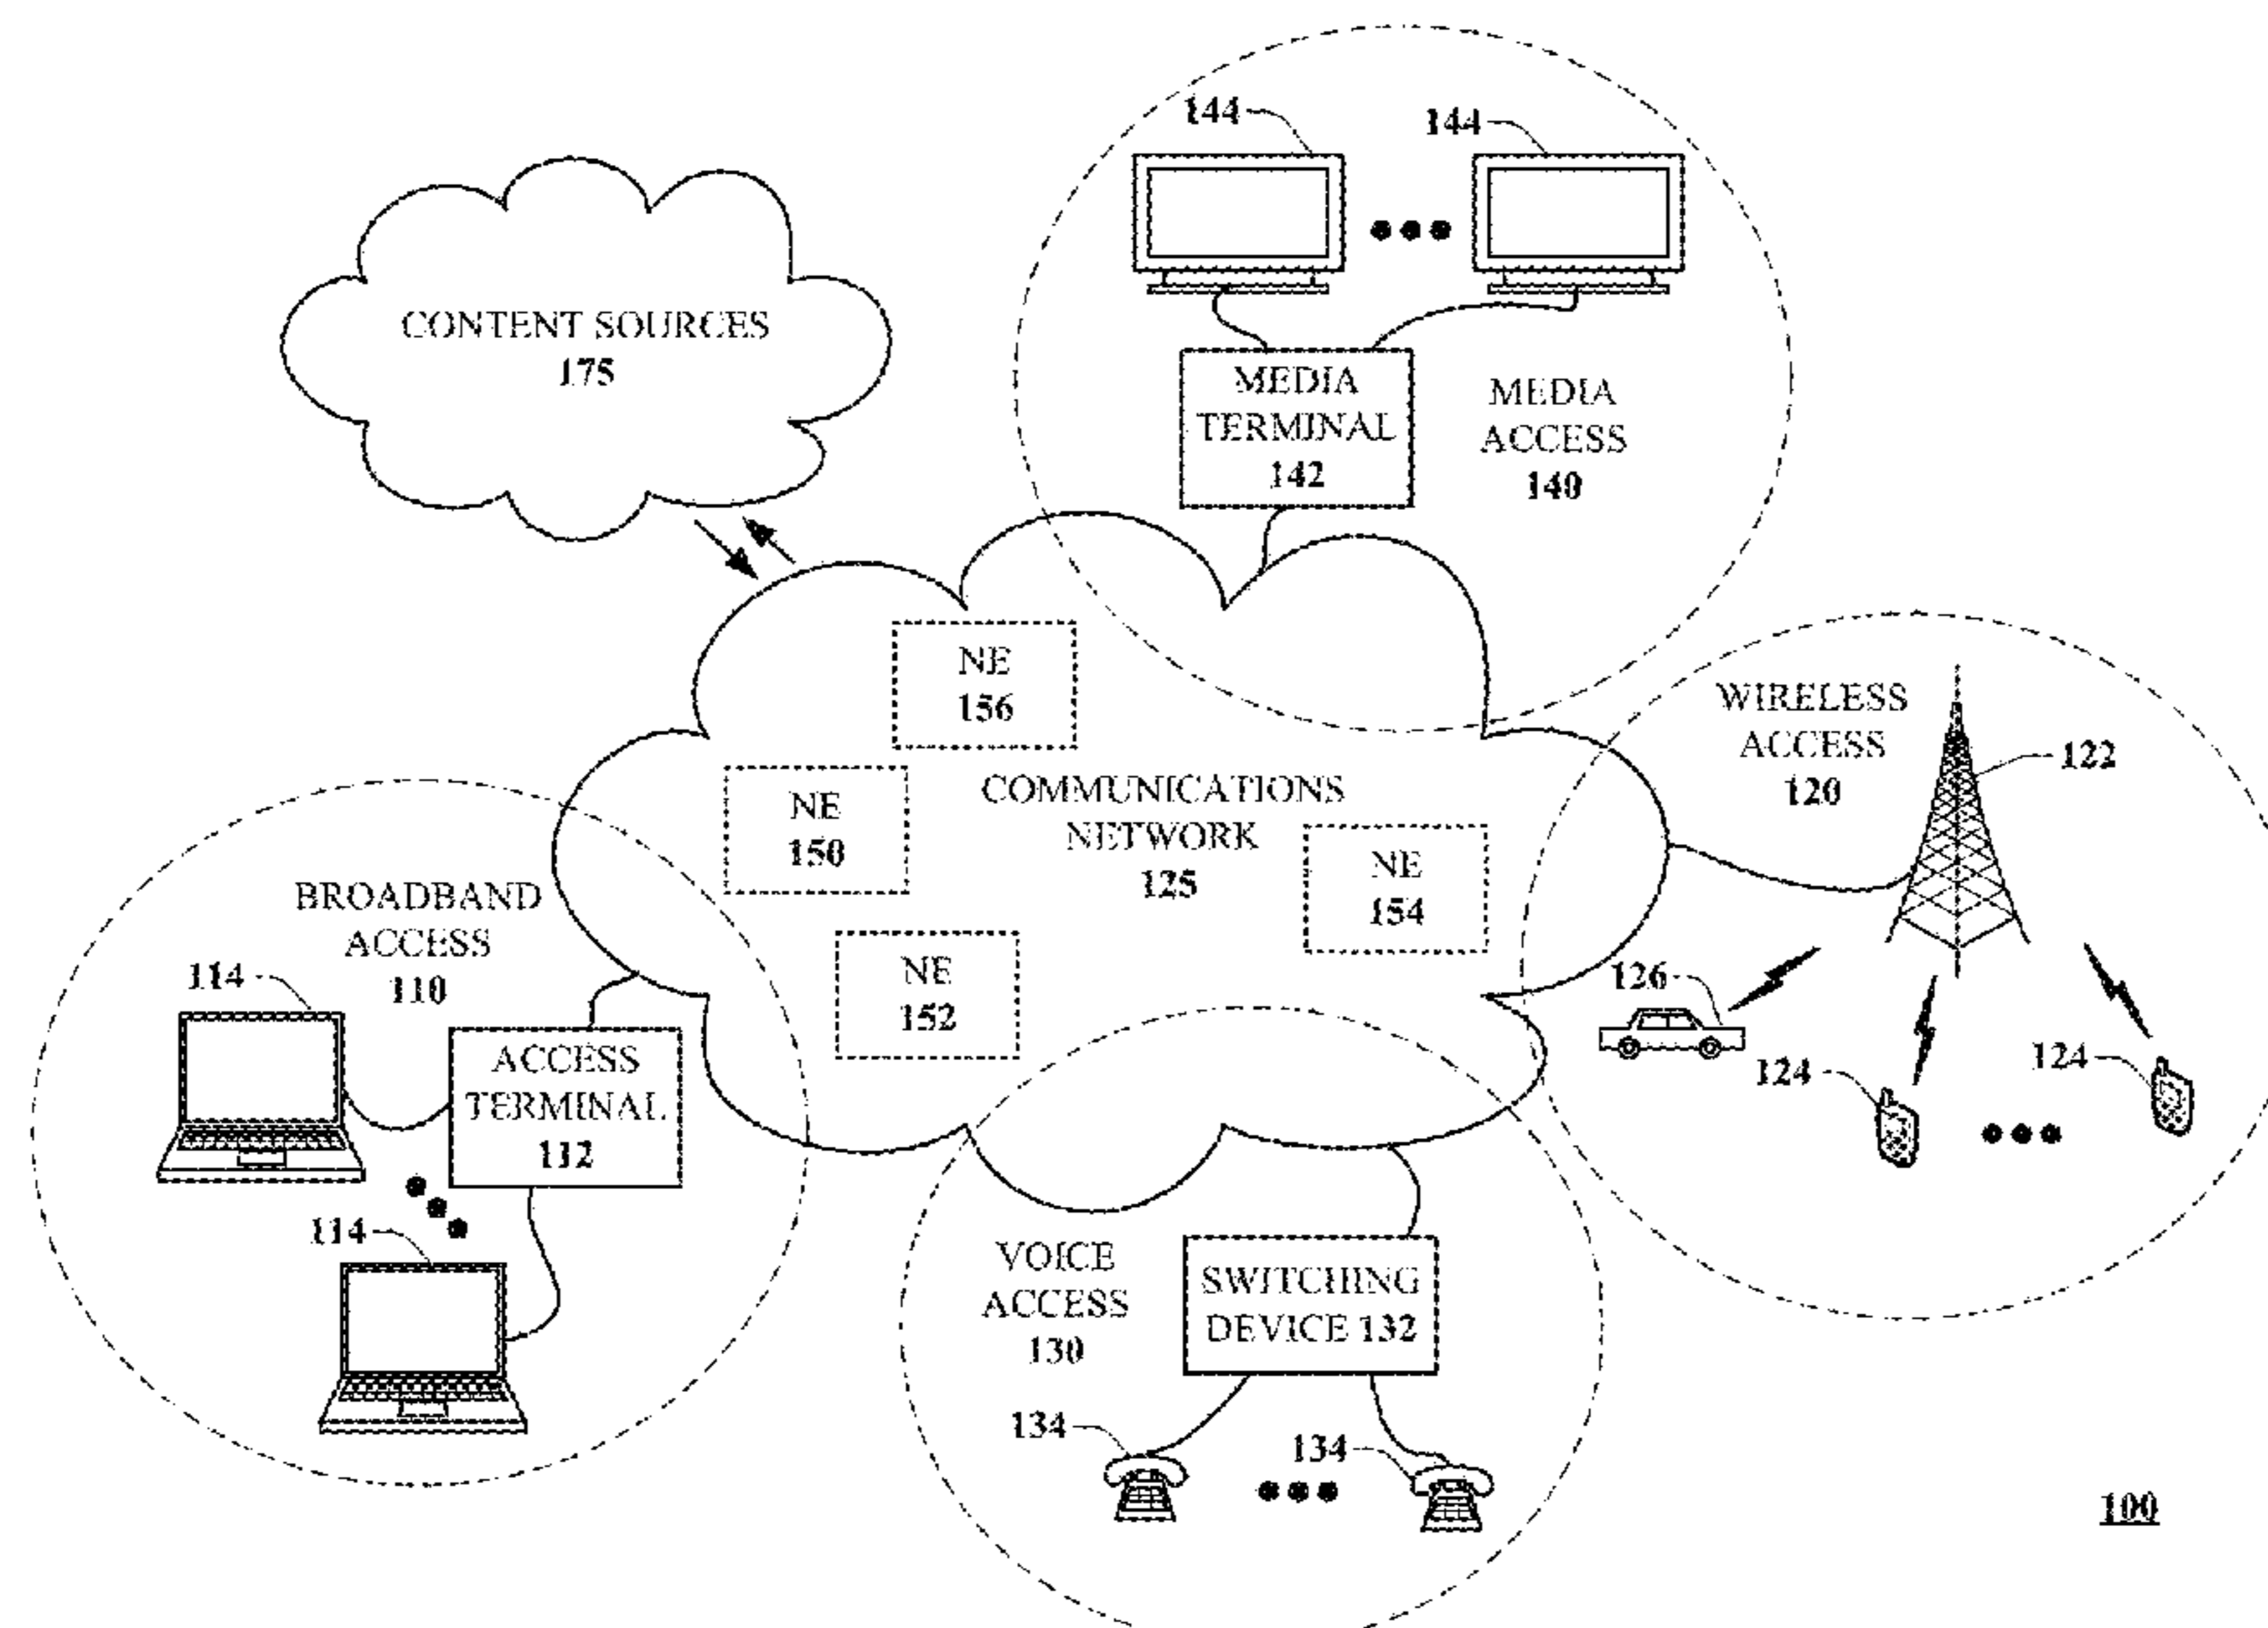 144
144
CONTENT SOURCES
175
MEDIA
TERMINAL
142
MEDIA
ACCESS
140
NE
156
WIRELESS
ACCESS
120
122
COMMUNICATIONS
NETWORK
125
NE
150
NE
154
BROADBAND
ACCESS
110
NE
152
114
126
ACCESS
TERMINAL
112
124
124
114
VOICE
ACCESS
130
SWITCHING
DEVICE 132
134
134
100